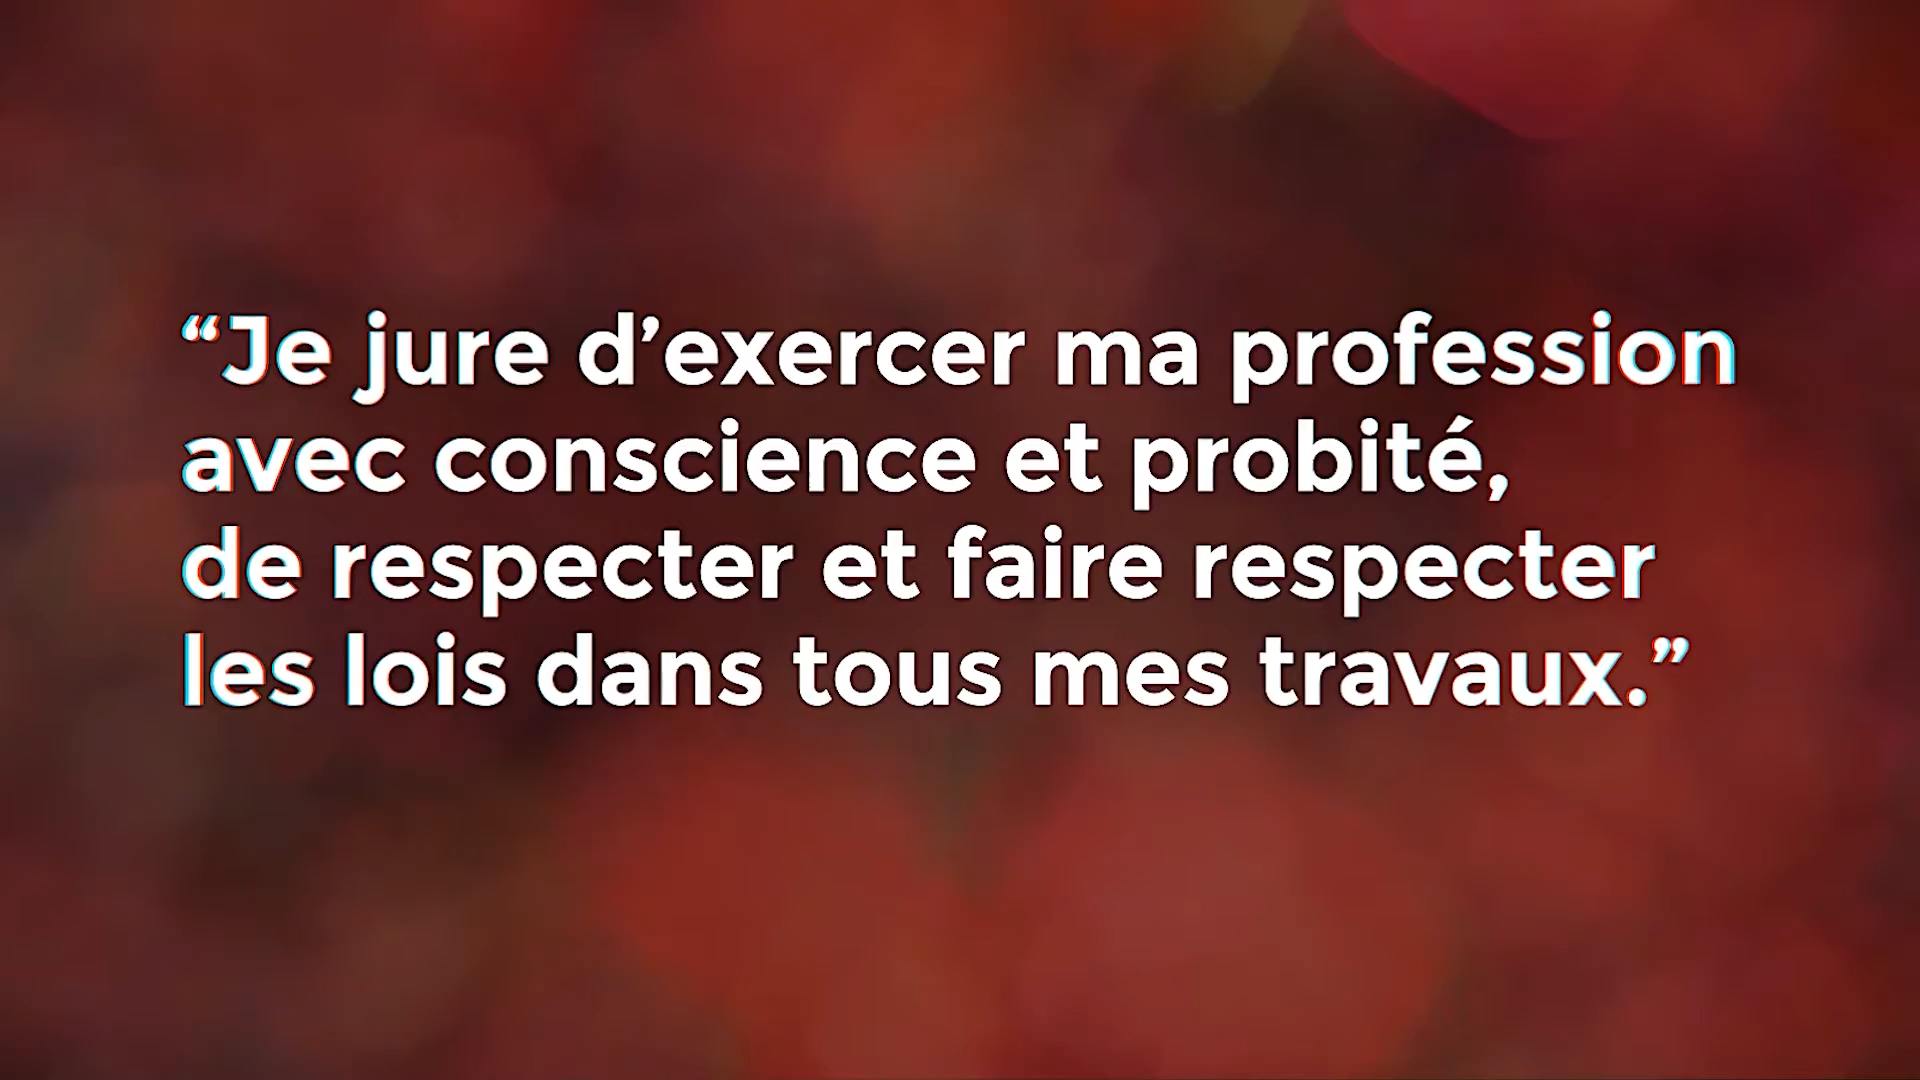 “Je jure d’exercer ma profession
avec conscience et probité,
de respecter et faire respecter
les lois dans tous mes travaux.”